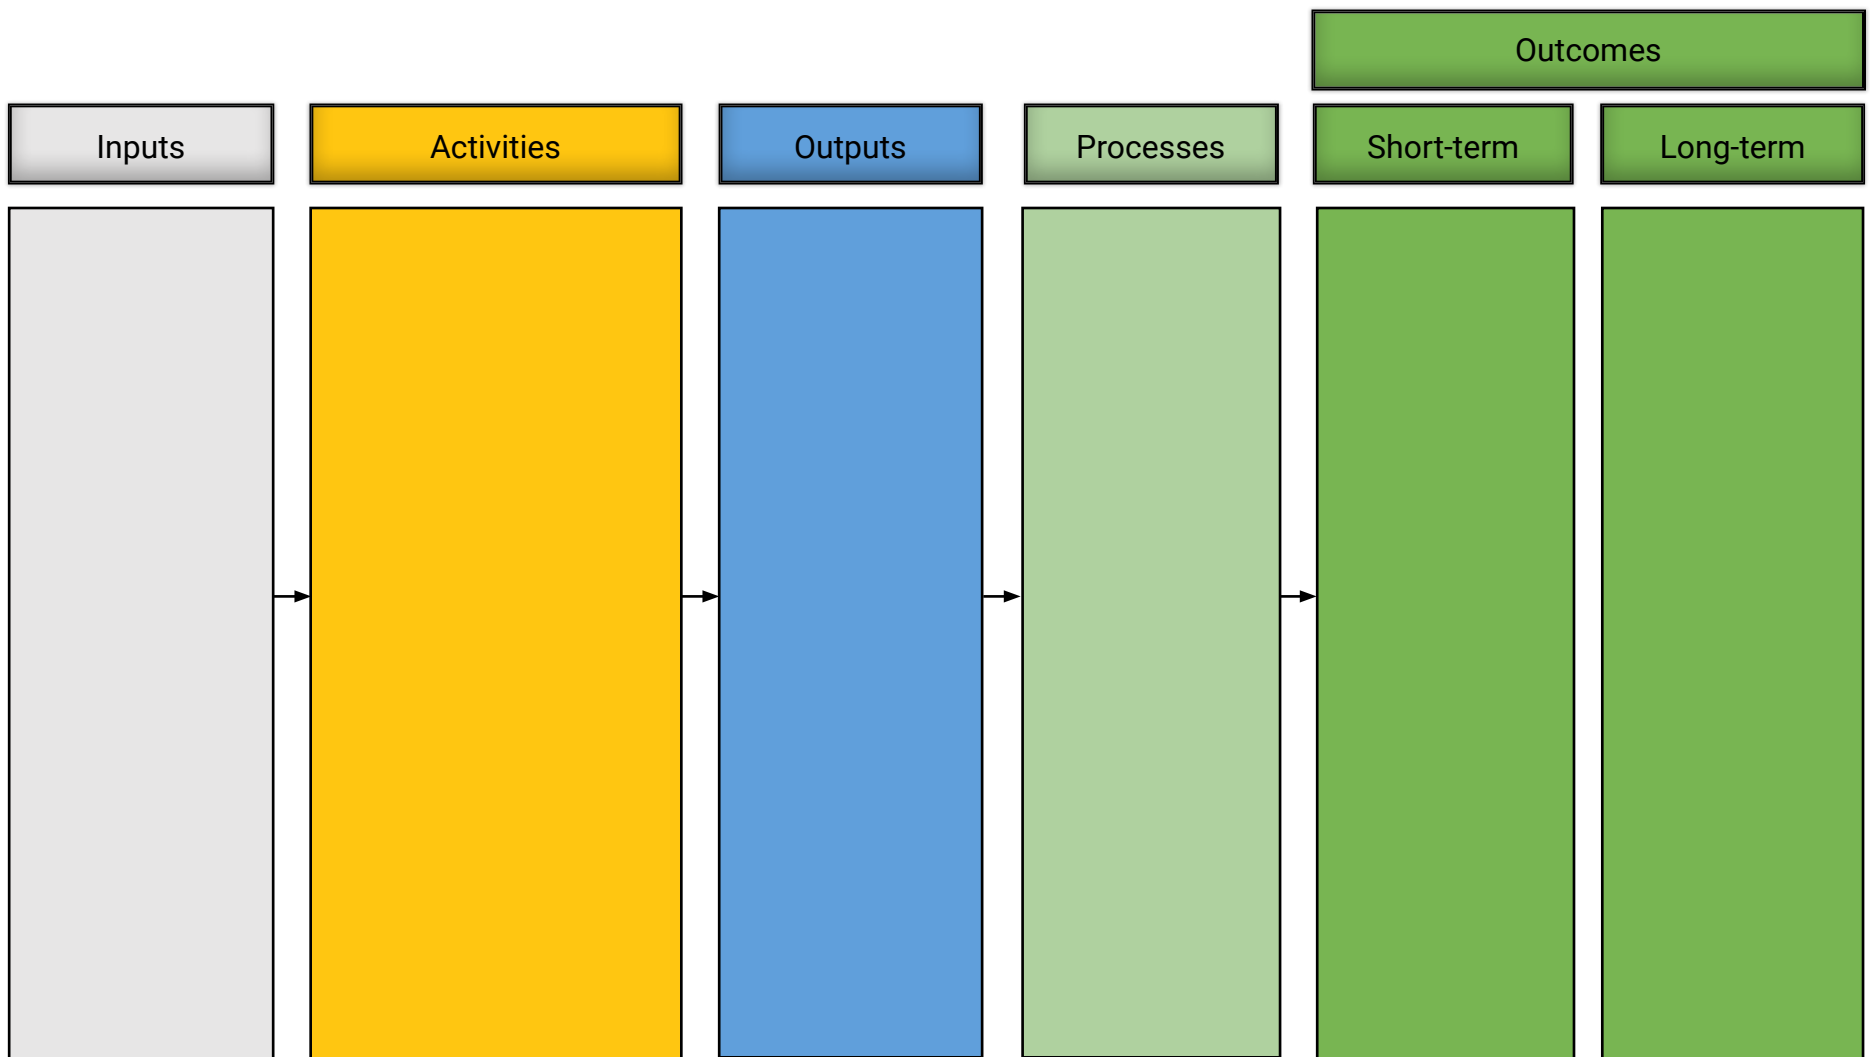 Outcomes
Inputs
Activities
Outputs
Processes
Short-term
Long-term